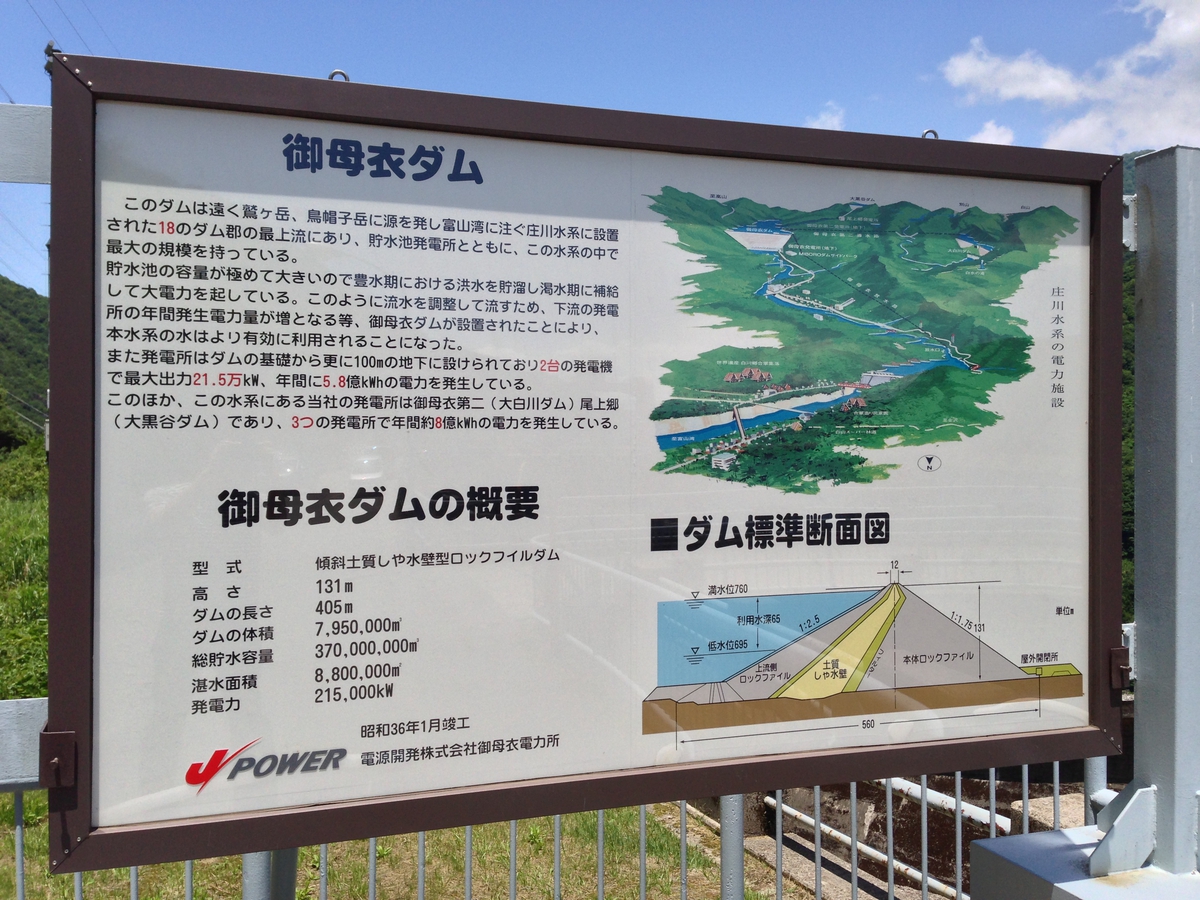 御母衣ダム
このダムは遠く鷲ヶ岳、烏帽子岳に源を発し富山湾に注ぐ庄川水系に設置
された18のダム郡の最上流にあり、貯水池発電所とともに、この水系の中で
最大の規模を持っている。
貯水池の容量が極めて大きいので豊水期における洪水を貯溜し渇水期に補給
して大電力を起している。このように流水を調整して流すため、下流の発電
所の年間発生電力量が増となる等、御母衣ダムが設置されたことにより、
本水系の水はより有効に利用されることになった。
また発電所はダムの基礎から更に100mの地下に設けられており2台の発電機
で最大出力21.5万kW、年間に5.8億kWhの電力を発生している。
このほか、この水系にある当社の発電所は御母衣第二（大白川ダム）尾上郷
（大黒谷ダム）であり、3つの発電所で年間約8億kWhの電力を発生している。
御母衣ダムの概要
型式 傾斜土質しや水壁型ロックフイルダム
高さ 131m
ダムの長さ 405m
ダムの体積 7,950,000㎥
総貯水容量 370,000,000㎥
湛水面積 8,800,000㎡
発電力 215,000kW
昭和36年1月竣工
J POWER 電源開発株式会社御母衣電力所
庄川水系の電力施設
御母衣ダム
MIBOROダムサイドパーク
N
■ダム標準断面図
12
満水位760
利用水深65
1:2.5
1:1.75
131
単位m
低水位695
上流側
ロックフィル
土質
しや水壁
本体ロックフィル
屋外開閉所
560